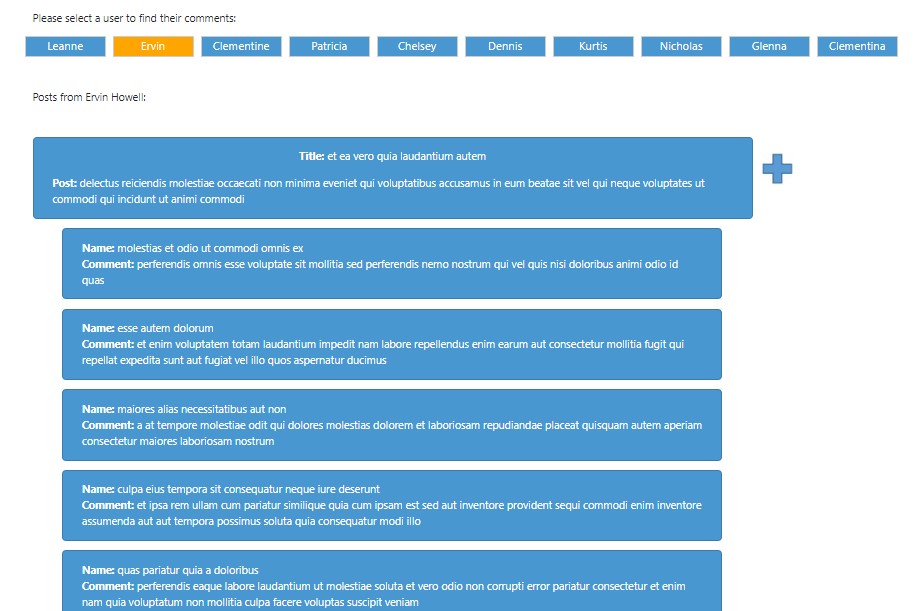 Please select a user to find their comments:
Leanne Ervin Clementine Patricia Chelsey Dennis Kurtis Nicholas Glenna Clementina
Posts from Ervin Howell:
Title: et ea vero quia laudantium autem
Post: delectus reiciendis molestiae occaecati non minima eveniet qui voluptatibus accusamus in eum beatae sit vel qui neque voluptates ut
commodi qui incidunt ut animi commodi
Name: molestias et odio ut commodi omnis ex
Comment: perferendis omnis esse voluptate sit mollitia sed perferendis nemo nostrum qui vel quis nisi doloribus animi odio id
quas
Name: esse autem dolorum
Comment: et enim voluptatem totam laudantium impedit nam labore repellendus enim earum aut consectetur mollitia fugit qui
repellat expedita sunt aut fugiat vel illo quos aspernatur ducimus
Name: maiores alias necessitatibus aut non
Comment: a at tempore molestiae odit qui dolores molestias dolorem et laboriosam repudiandae placeat quisquam autem aperiam
consectetur maiores laboriosam nostrum
Name: culpa eius tempora sit consequatur neque iure deserunt
Comment: et ipsa rem ullam cum pariatur similique quia cum ipsam est sed aut inventore provident sequi commodi enim inventore
assumenda aut aut tempora possimus soluta quia consequatur modi illo
Name: quas pariatur quia a doloribus
Comment: perferendis eaque labore laudantium ut molestiae soluta et vero odio non corrupti error pariatur consectetur et enim
nam quia voluptatum non mollitia culpa facere voluptas suscipit veniam